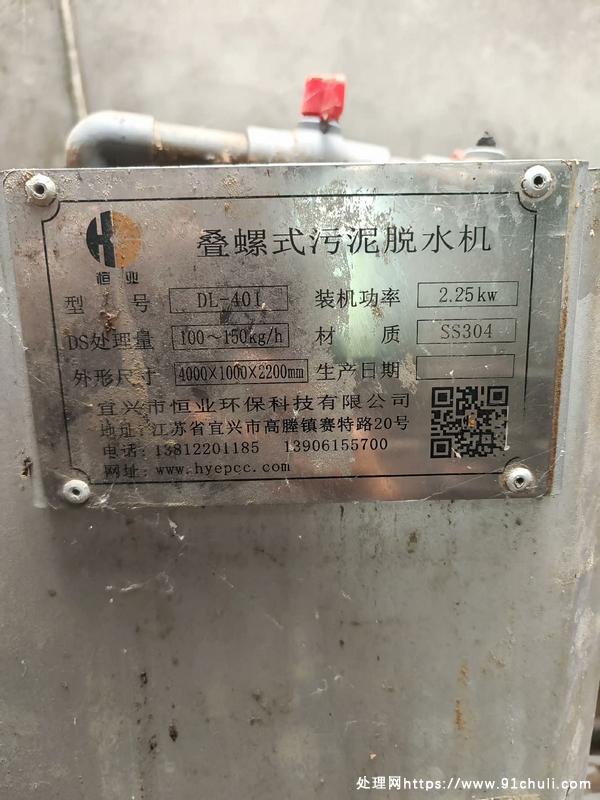 恒业
叠螺式污泥脱水机
型 号 DL-401 装机功率 2.25kw
DS处理量 100～150kg/h 材 质 SS304
外形尺寸 4000X1000X2200mm 生产日期
宜兴市恒业环保科技有限公司
地址:江苏省宜兴市高塍镇赛特路20号
电话:13812201185 13906155700
网址:www.hyepcc.com
处理网https://www.91chuli.com/